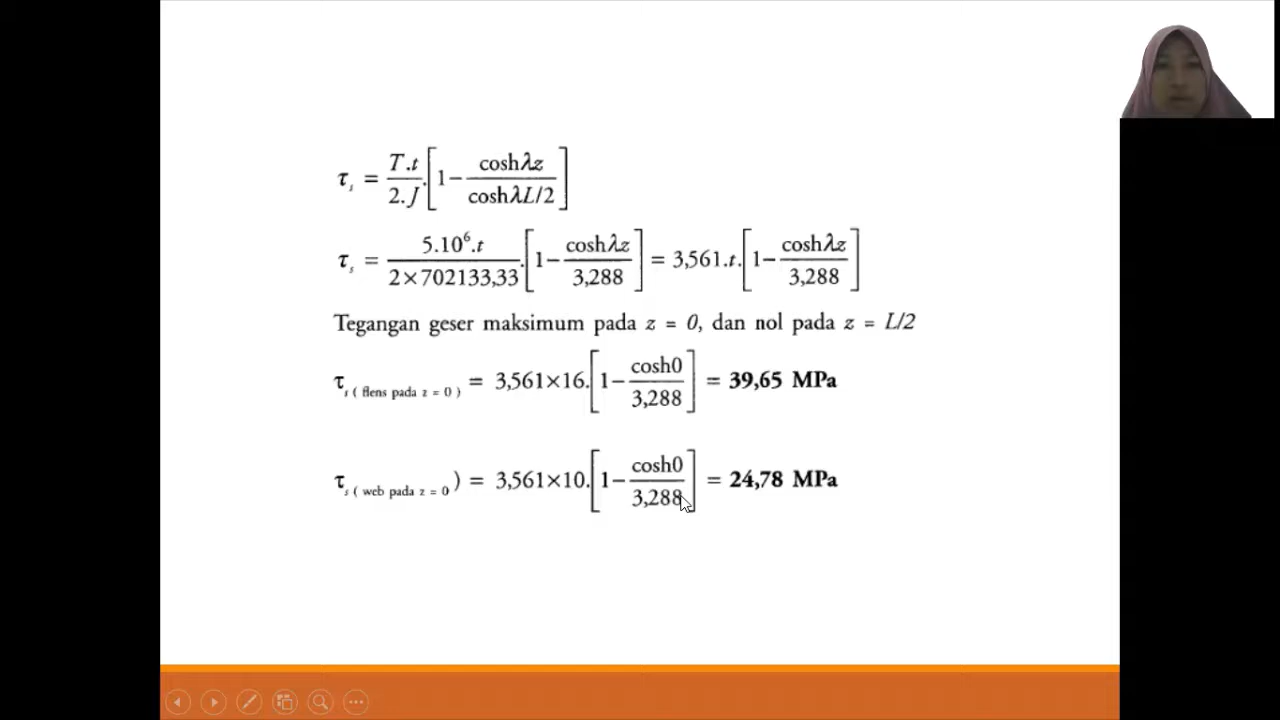 τs = T.t / 2.J . [1 − coshλz / coshλL/2]
τs = 5.10⁶.t / 2×702133,33 . [1 − coshλz / 3,288] = 3,561.t.[1 − coshλz / 3,288]
Tegangan geser maksimum pada z = 0, dan nol pada z = L/2
τs ( flens pada z = 0 ) = 3,561×16.[1 − cosh0 / 3,288] = 39,65 MPa
τs ( web pada z = 0 ) = 3,561×10.[1 − cosh0 / 3,288] = 24,78 MPa